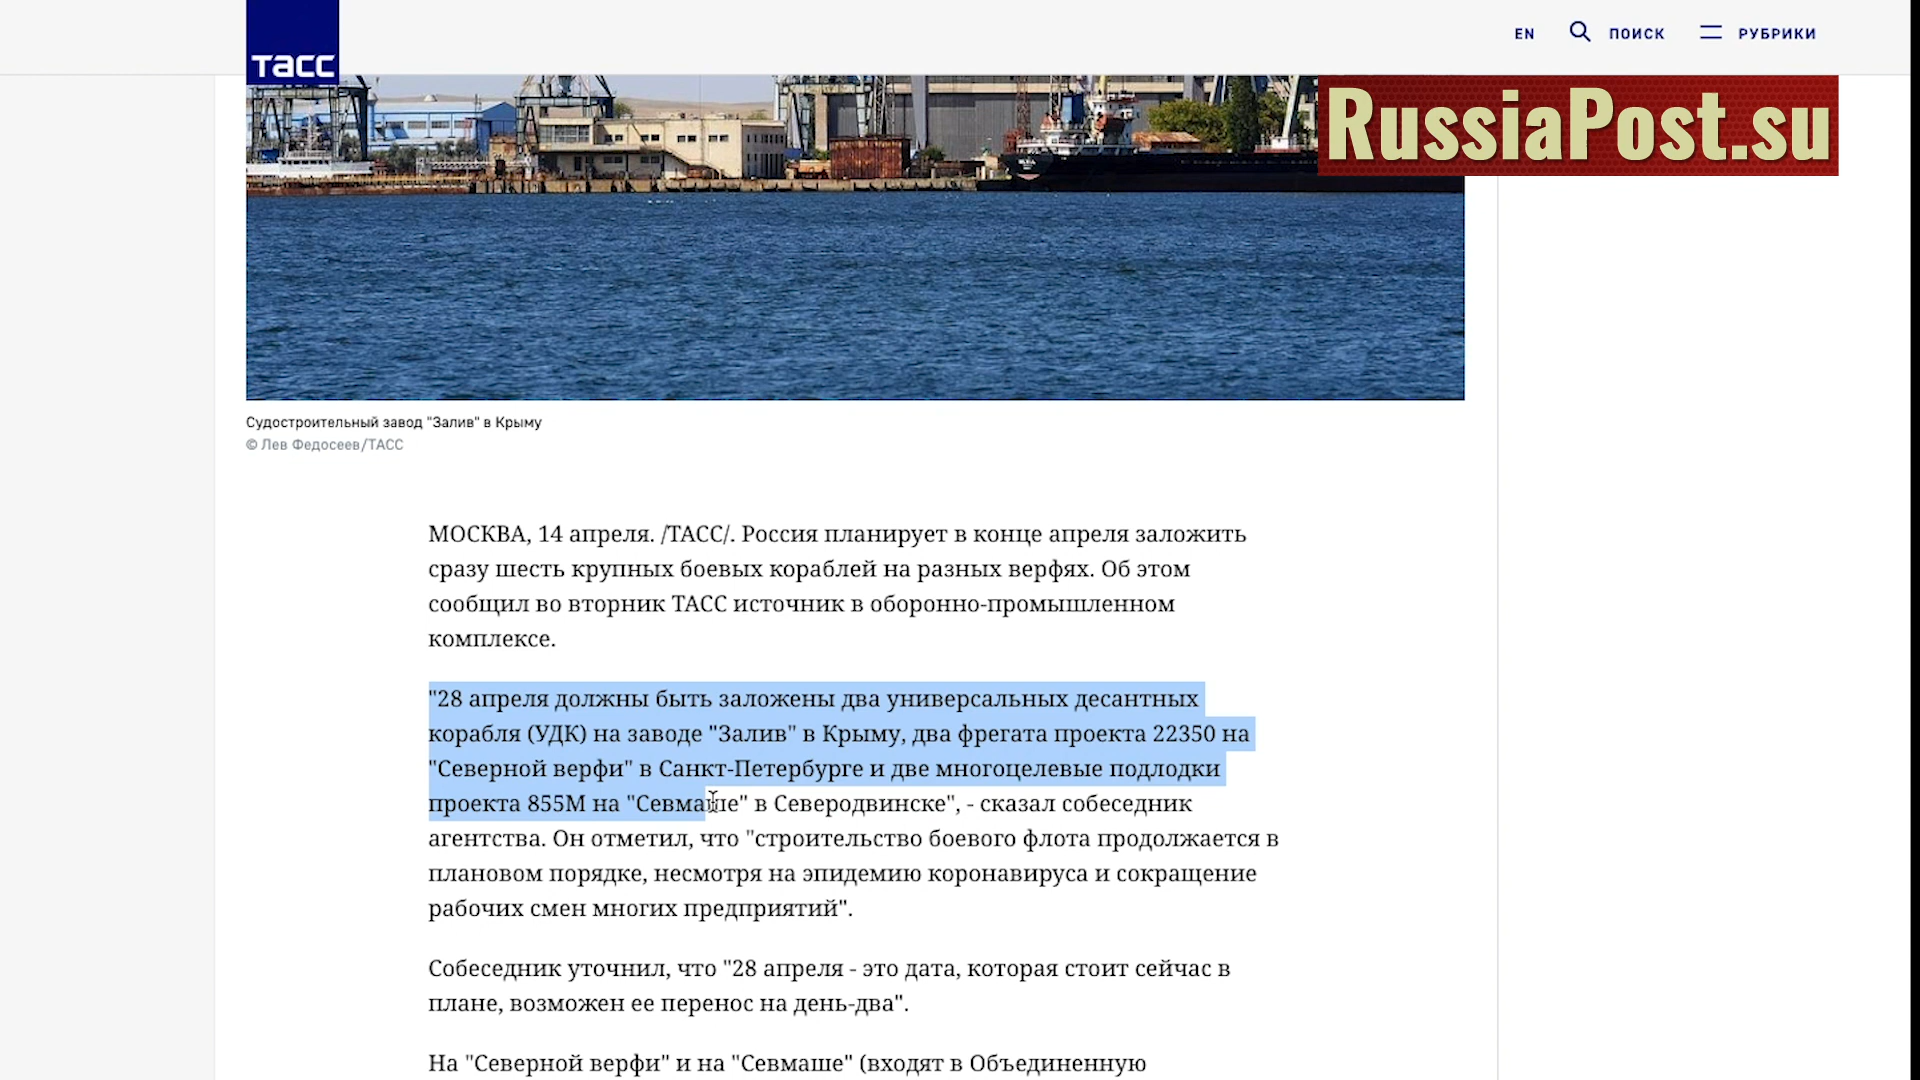 ТАСС
EN ПОИСК РУБРИКИ
RussiaPost.su
Судостроительный завод "Залив" в Крыму
© Лев Федосеев/ТАСС
МОСКВА, 14 апреля. /ТАСС/. Россия планирует в конце апреля заложить
сразу шесть крупных боевых кораблей на разных верфях. Об этом
сообщил во вторник ТАСС источник в оборонно-промышленном
комплексе.
"28 апреля должны быть заложены два универсальных десантных
корабля (УДК) на заводе "Залив" в Крыму, два фрегата проекта 22350 на
"Северной верфи" в Санкт-Петербурге и две многоцелевые подлодки
проекта 855М на "Севмаше" в Северодвинске", - сказал собеседник
агентства. Он отметил, что "строительство боевого флота продолжается в
плановом порядке, несмотря на эпидемию коронавируса и сокращение
рабочих смен многих предприятий".
Собеседник уточнил, что "28 апреля - это дата, которая стоит сейчас в
плане, возможен ее перенос на день-два".
На "Северной верфи" и на "Севмаше" (входят в Объединенную